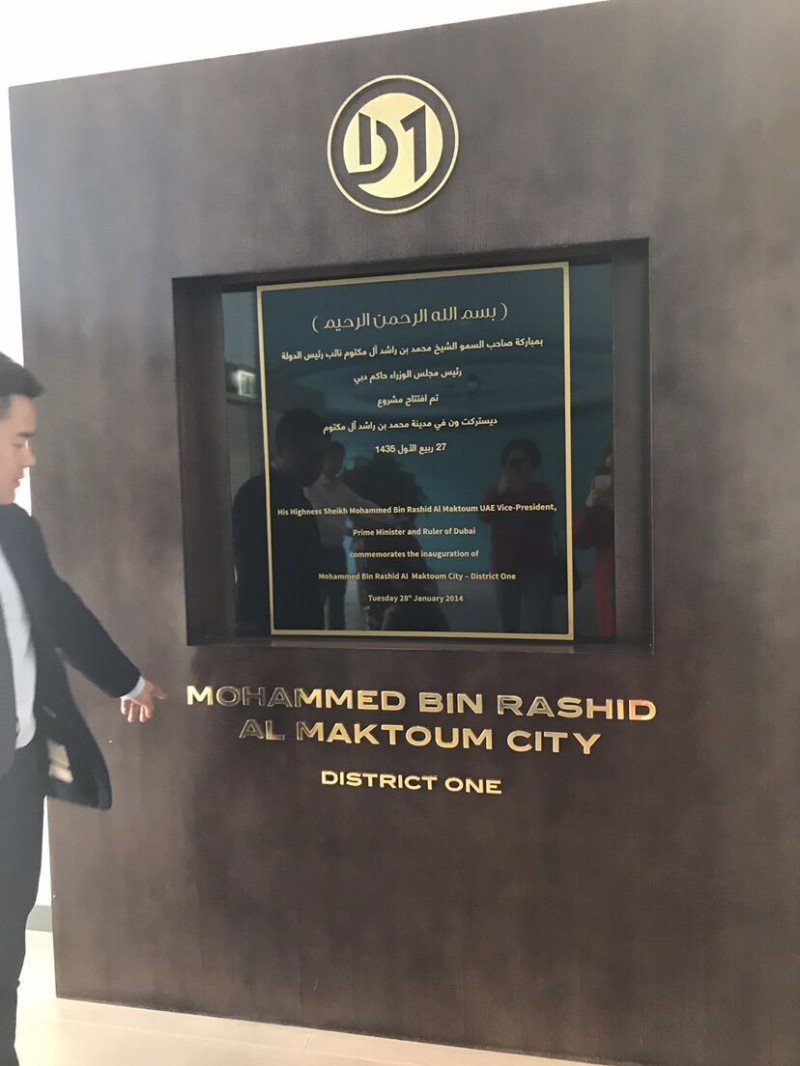 D1
( بسم الله الرحمن الرحيم )
بمباركة صاحب السمو الشيخ محمد بن راشد آل مكتوم نائب رئيس الدولة
رئيس مجلس الوزراء حاكم دبي
تم افتتاح مشروع
ديستركت ون في مدينة محمد بن راشد آل مكتوم
27 ربيع الأول 1435
His Highness Sheikh Mohammed Bin Rashid Al Maktoum UAE Vice-President,
Prime Minister and Ruler of Dubai
commemorates the inauguration of
Mohammed Bin Rashid Al Maktoum City – District One
Tuesday 28th January 2014
MOHAMMED BIN RASHID
AL MAKTOUM CITY
DISTRICT ONE